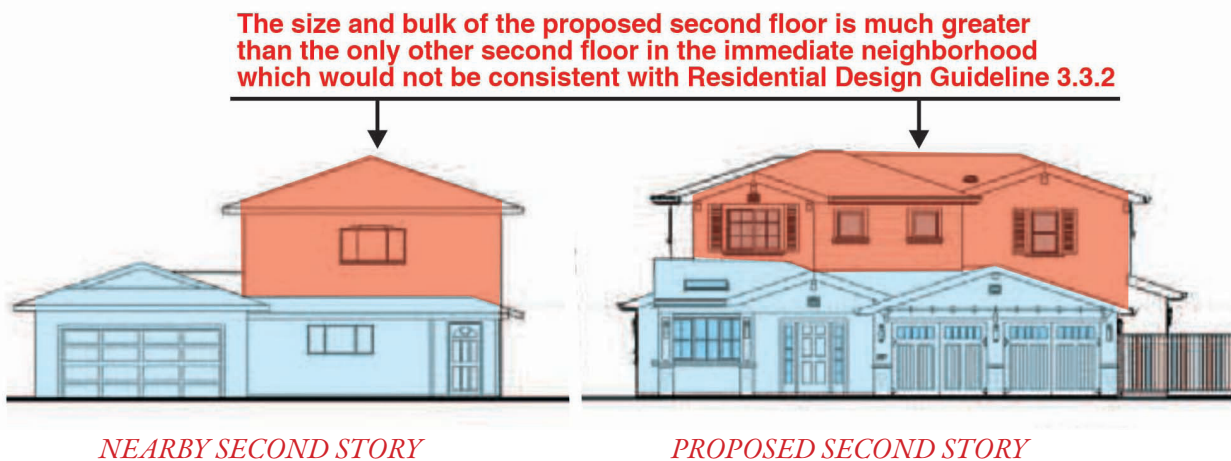 The size and bulk of the proposed second floor is much greater
than the only other second floor in the immediate neighborhood
which would not be consistent with Residential Design Guideline 3.3.2
NEARBY SECOND STORY
PROPOSED SECOND STORY